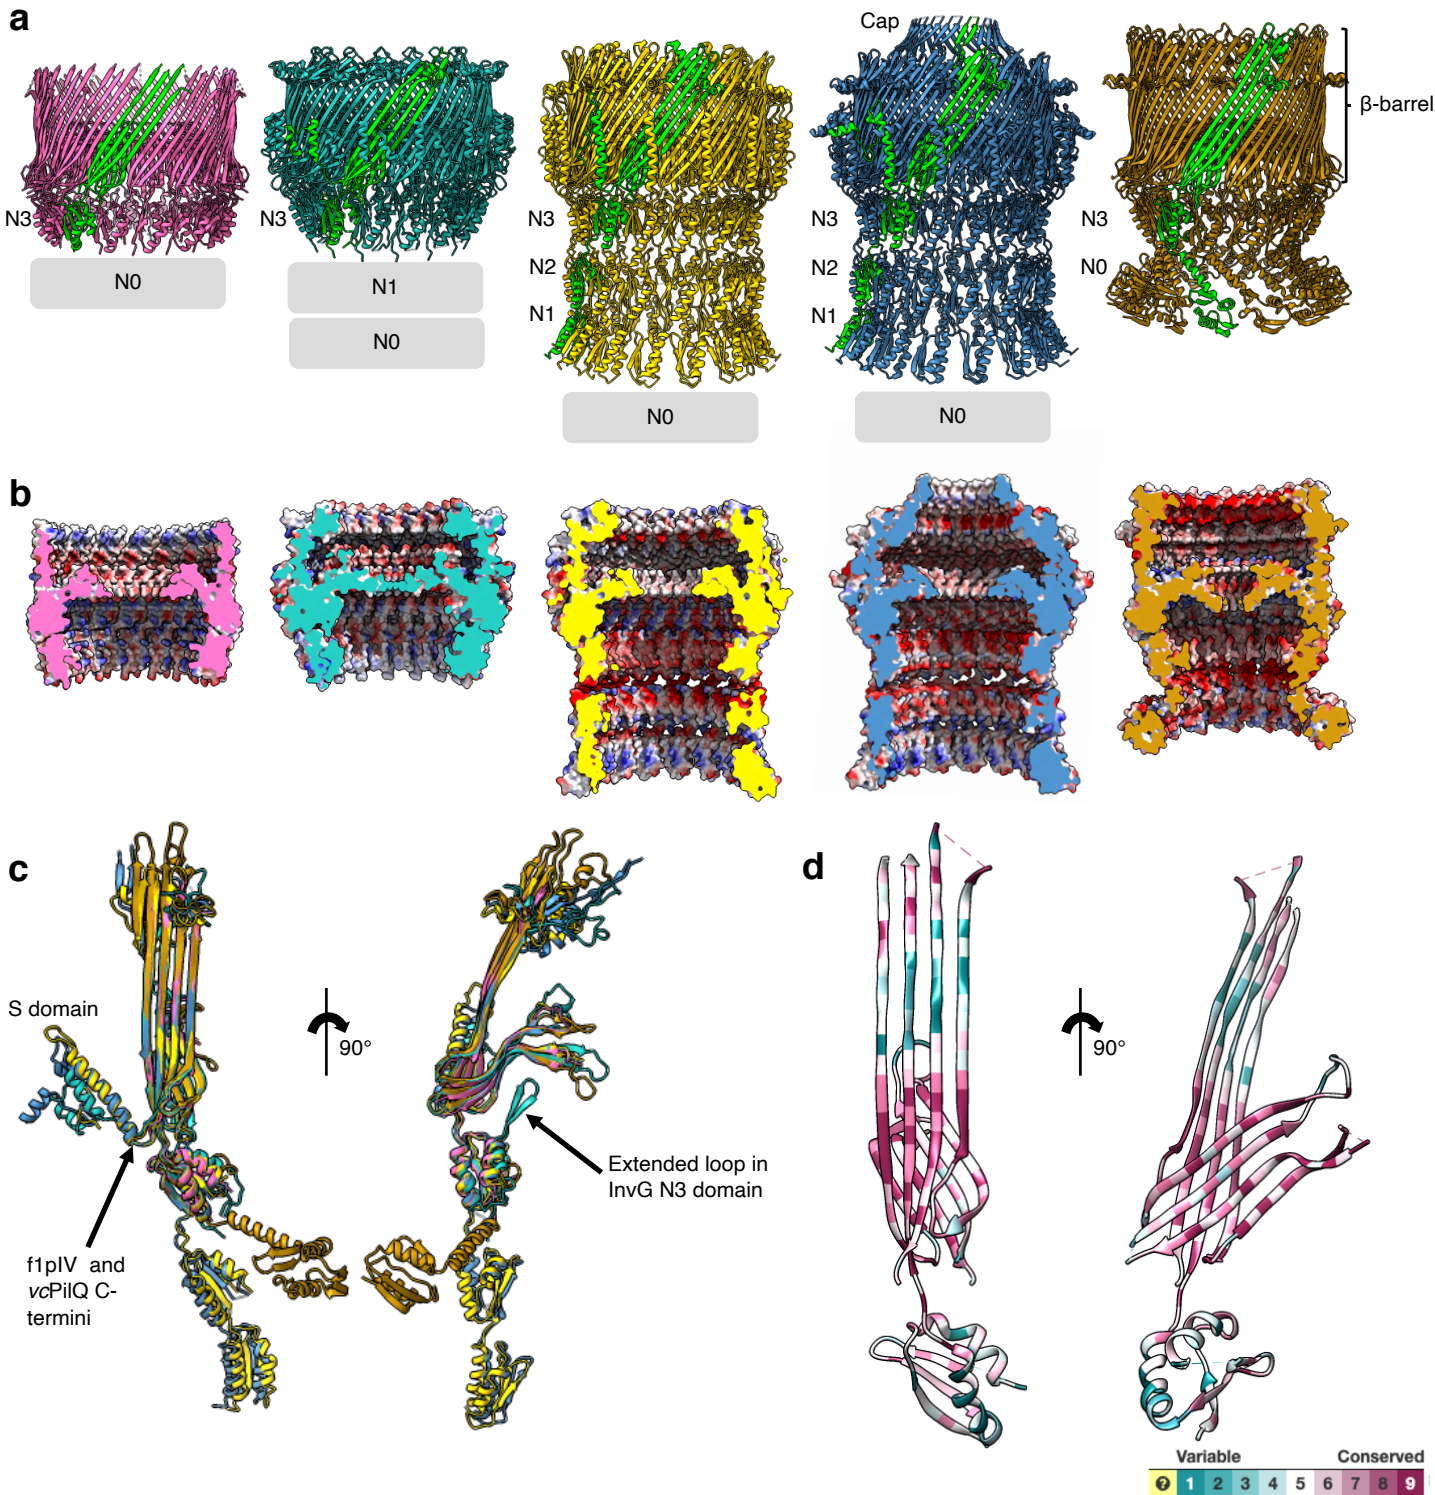 a
Cap
β-barrel
N3
N3
N3
N3
N3
N2
N2
N0
N1
N1
N0
N1
N0
N0
N0
b
c
d
S domain
90°
90°
Extended loop in
InvG N3 domain
f1pIV and
vcPilQ C-
termini
Variable Conserved
? 1 2 3 4 5 6 7 8 9